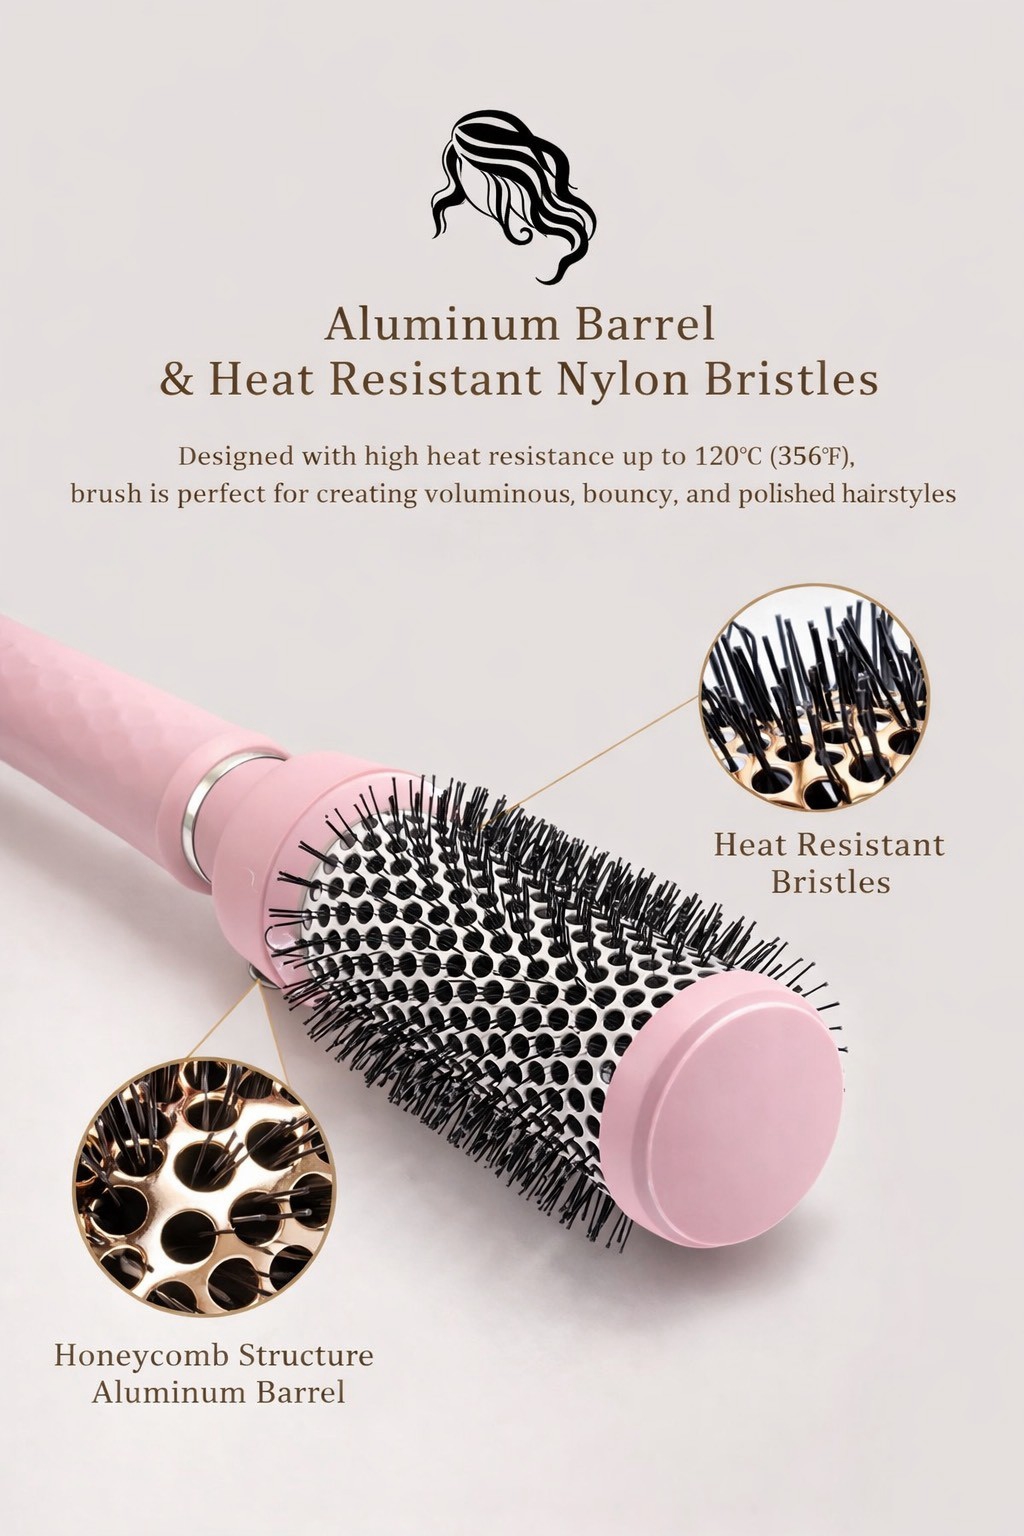 Aluminum Barrel
& Heat Resistant Nylon Bristles
Designed with high heat resistance up to 120℃ (356℉),
brush is perfect for creating voluminous, bouncy, and polished hairstyles
Heat Resistant
Bristles
Honeycomb Structure
Aluminum Barrel